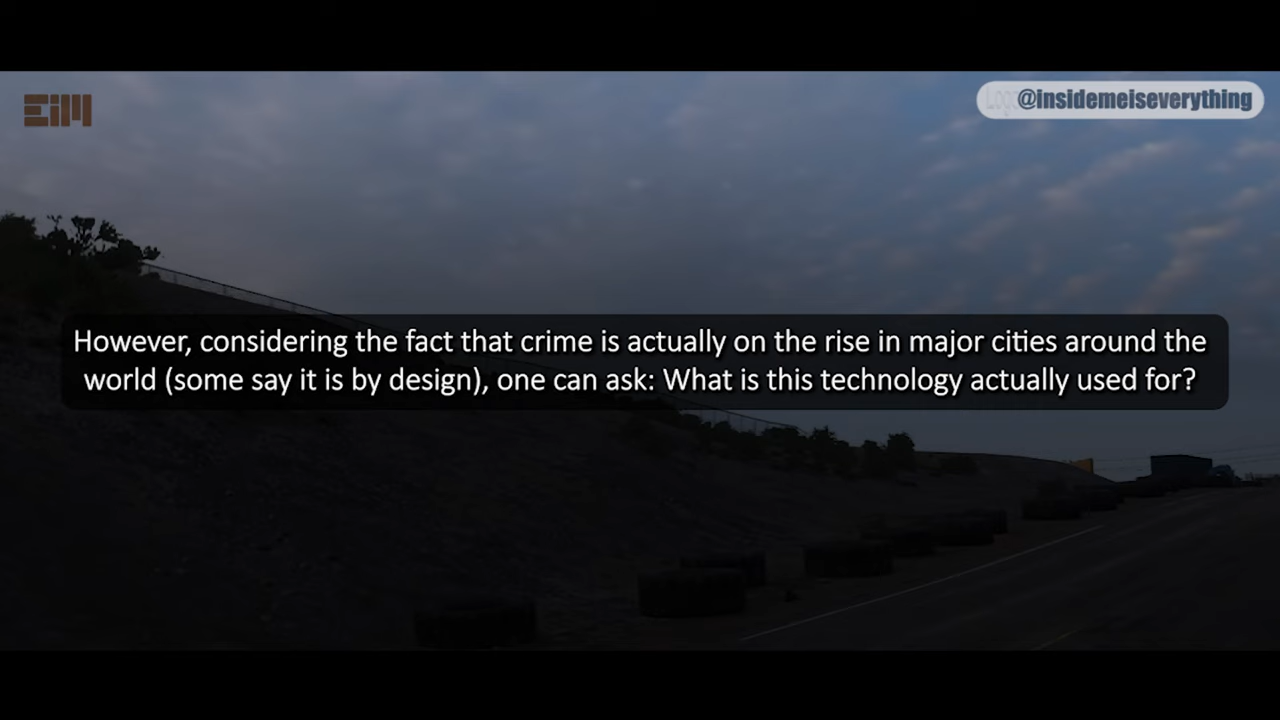 EiM
@insidemeiseverything
However, considering the fact that crime is actually on the rise in major cities around the
world (some say it is by design), one can ask: What is this technology actually used for?